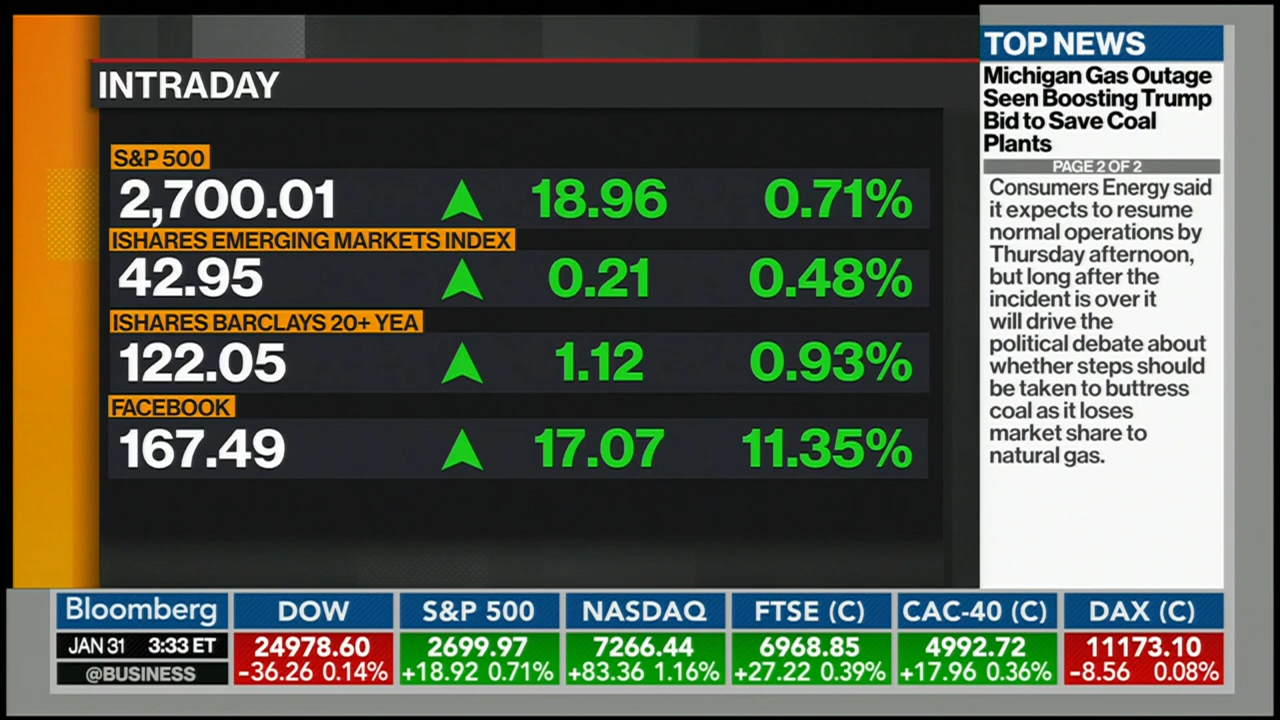 INTRADAY
S&P 500
2,700.01 ▲ 18.96 0.71%
ISHARES EMERGING MARKETS INDEX
42.95 ▲ 0.21 0.48%
ISHARES BARCLAYS 20+ YEA
122.05 ▲ 1.12 0.93%
FACEBOOK
167.49 ▲ 17.07 11.35%
TOP NEWS
Michigan Gas Outage
Seen Boosting Trump
Bid to Save Coal
Plants
PAGE 2 OF 2
Consumers Energy said
it expects to resume
normal operations by
Thursday afternoon,
but long after the
incident is over it
will drive the
political debate about
whether steps should
be taken to buttress
coal as it loses
market share to
natural gas.
Bloomberg DOW S&P 500 NASDAQ FTSE (C) CAC-40 (C) DAX (C)
JAN 31 3:33 ET 24978.60 2699.97 7266.44 6968.85 4992.72 11173.10
@BUSINESS -36.26 0.14% +18.92 0.71% +83.36 1.16% +27.22 0.39% +17.96 0.36% -8.56 0.08%